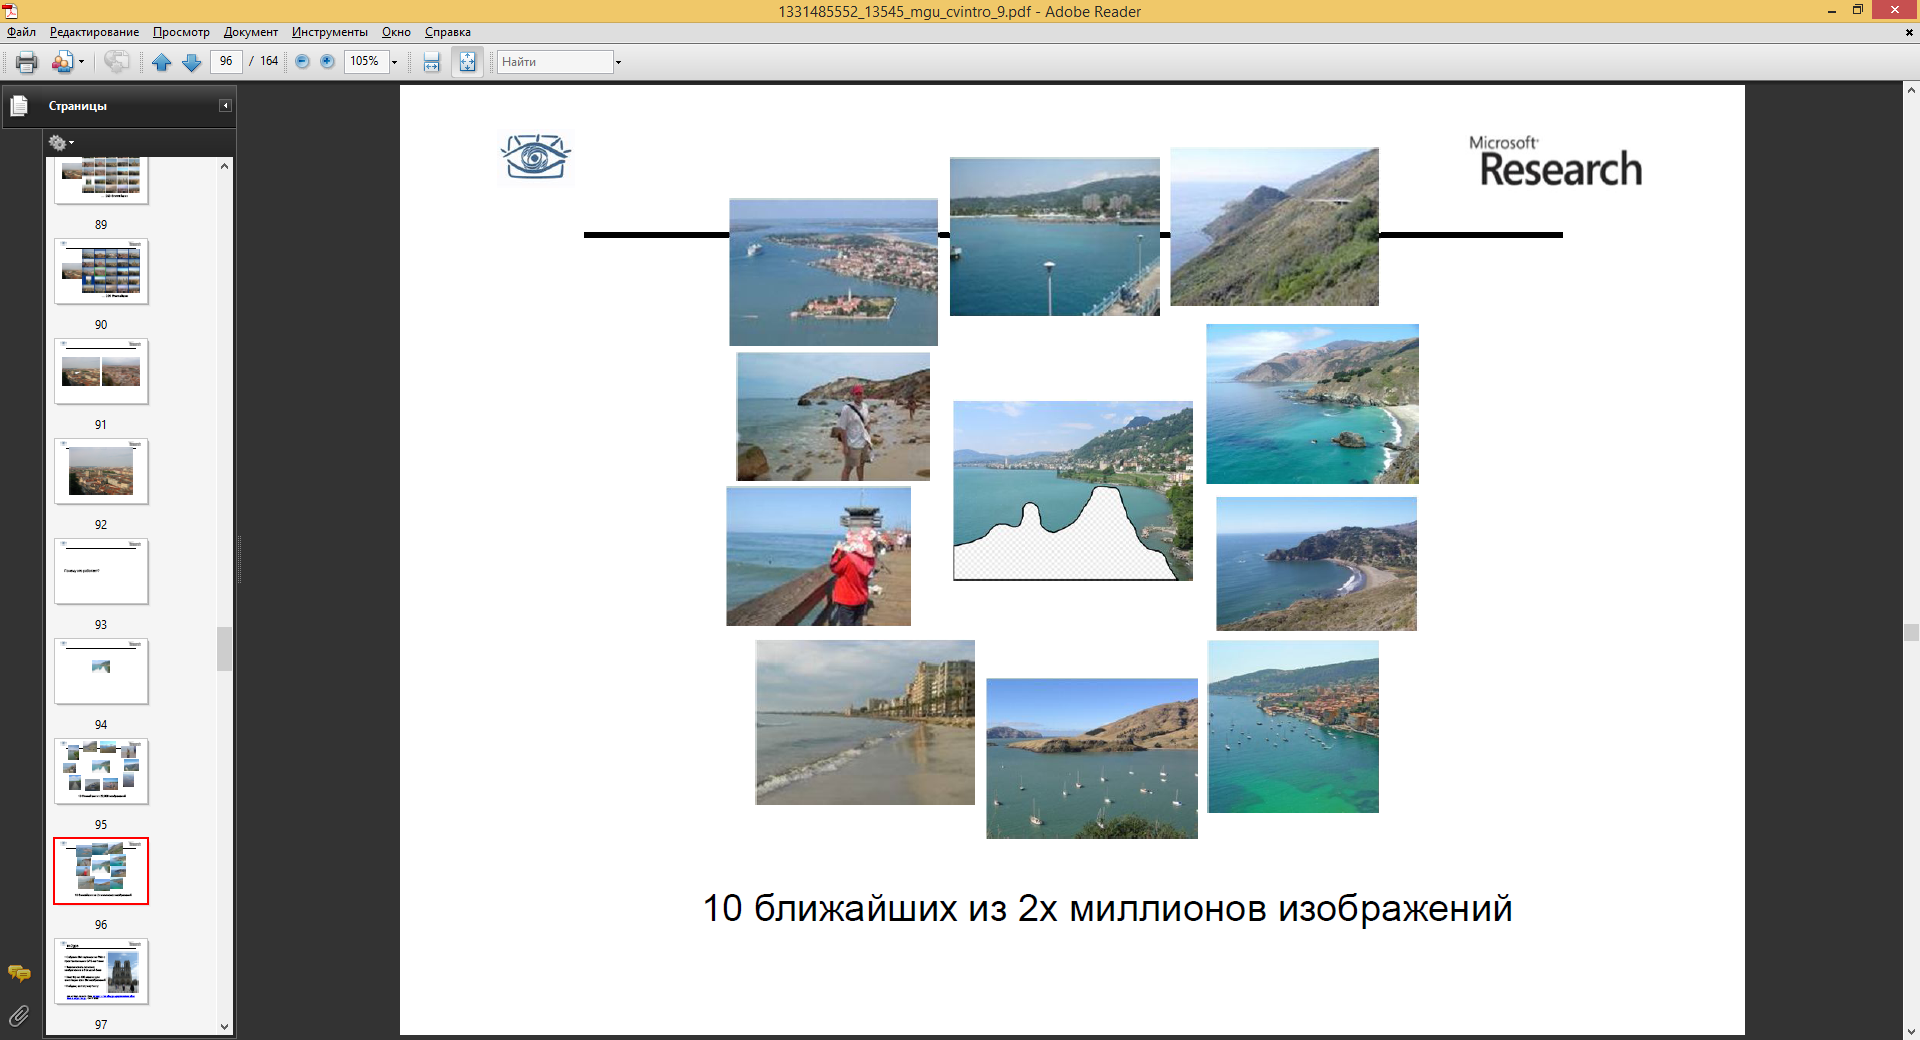 1331485552_13545_mgu_cvintro_9.pdf - Adobe Reader
Файл Редактирование Просмотр Документ Инструменты Окно Справка
96 / 164 105% Найти
Страницы
89
90
91
92
93
94
95
96
97
Microsoft
Research
10 ближайших из 2х миллионов изображений